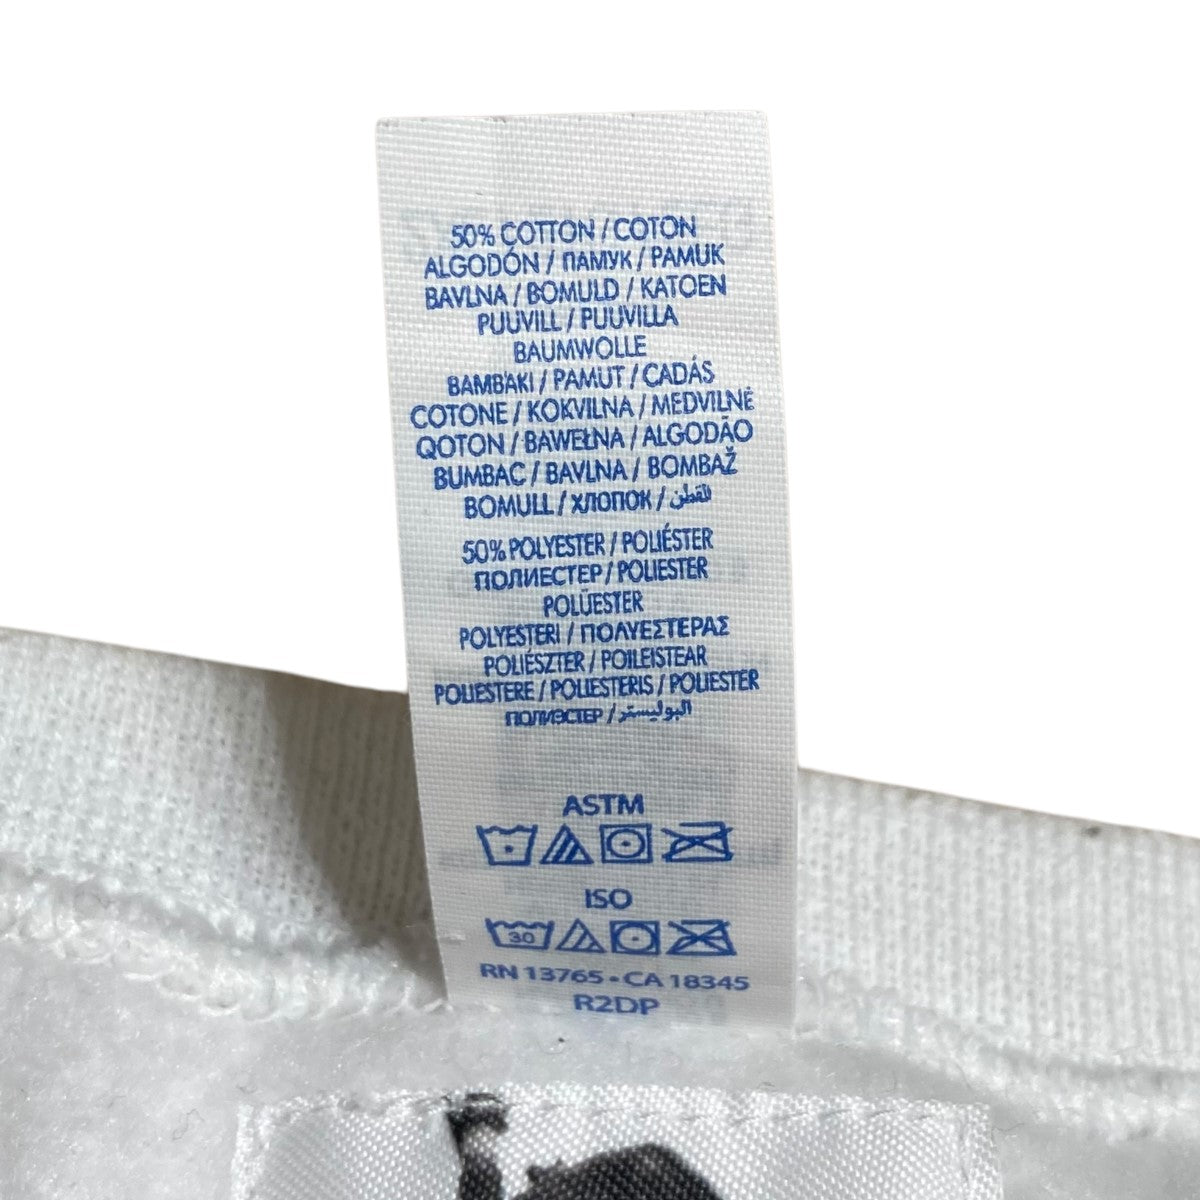 50% COTTON / COTON
ALGODÓN / ПАМУК / PAMUK
BAVLNA / BOMULD / KATOEN
PUUVILL / PUUVILLA
BAUMWOLLE
ΒΑΜΒΆΚΙ / PAMUT / CADÁS
COTONE / KOKVILNA / MEDVILNĖ
QOTON / BAWEŁNA / ALGODÃO
BUMBAC / BAVLNA / BOMBAŽ
BOMULL / ХЛОПОК / القطن
50% POLYESTER / POLIÉSTER
ПОЛИЕСТЕР / POLIESTER
POLÜESTER
POLYESTERI / ΠΟΛΥΕΣΤΕΡΑΣ
POLIÉSZTER / POILEISTEAR
POLIESTERE / POLIESTERIS / POLIESTER
ПОЛИЭСТЕР / البوليستر
ASTM
ISO
30
RN 13765 • CA 18345
R2DP